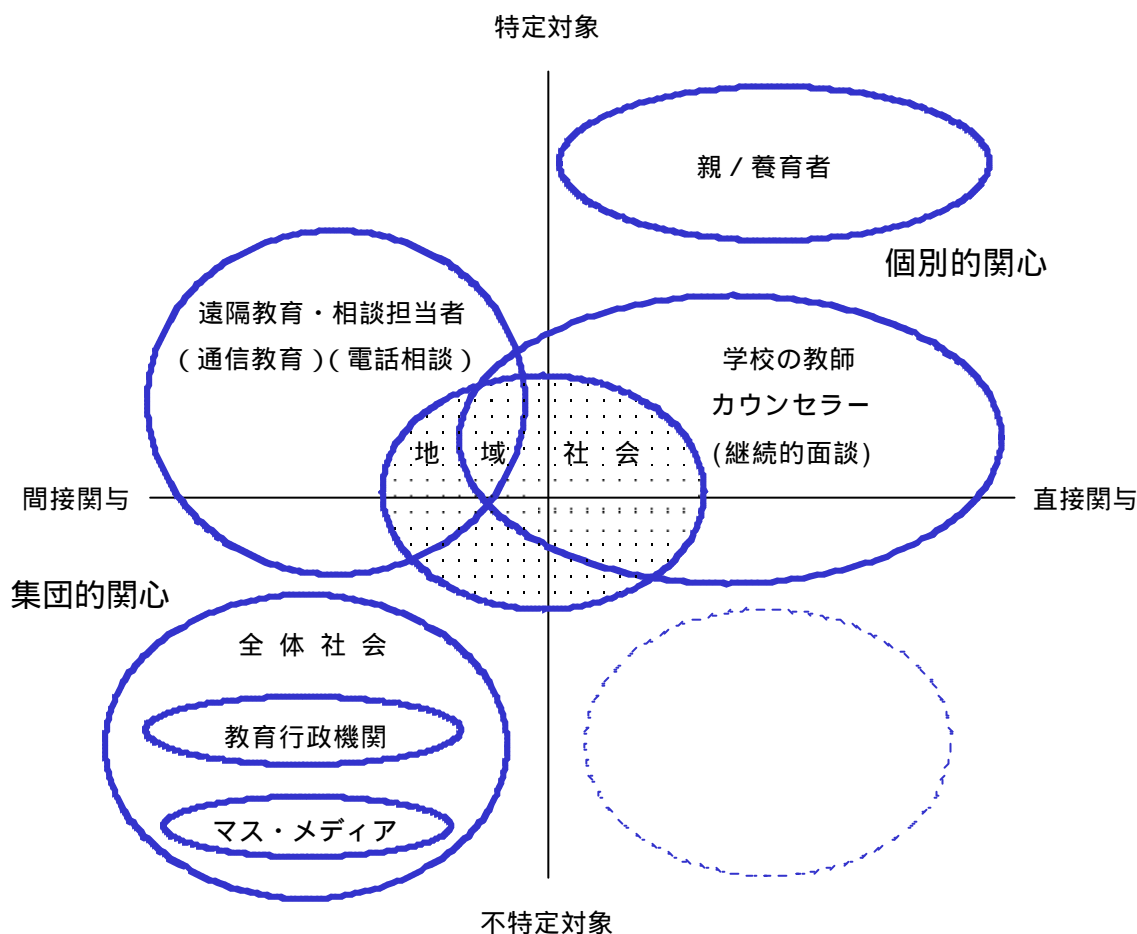 特定対象
親 / 養育者
個別的関心
遠隔教育・相談担当者
(通信教育)(電話相談)
学校の教師
カウンセラー
(継続的面談)
地 域 社 会
間接関与
直接関与
集団的関心
全 体 社 会
教育行政機関
マス・メディア
不特定対象